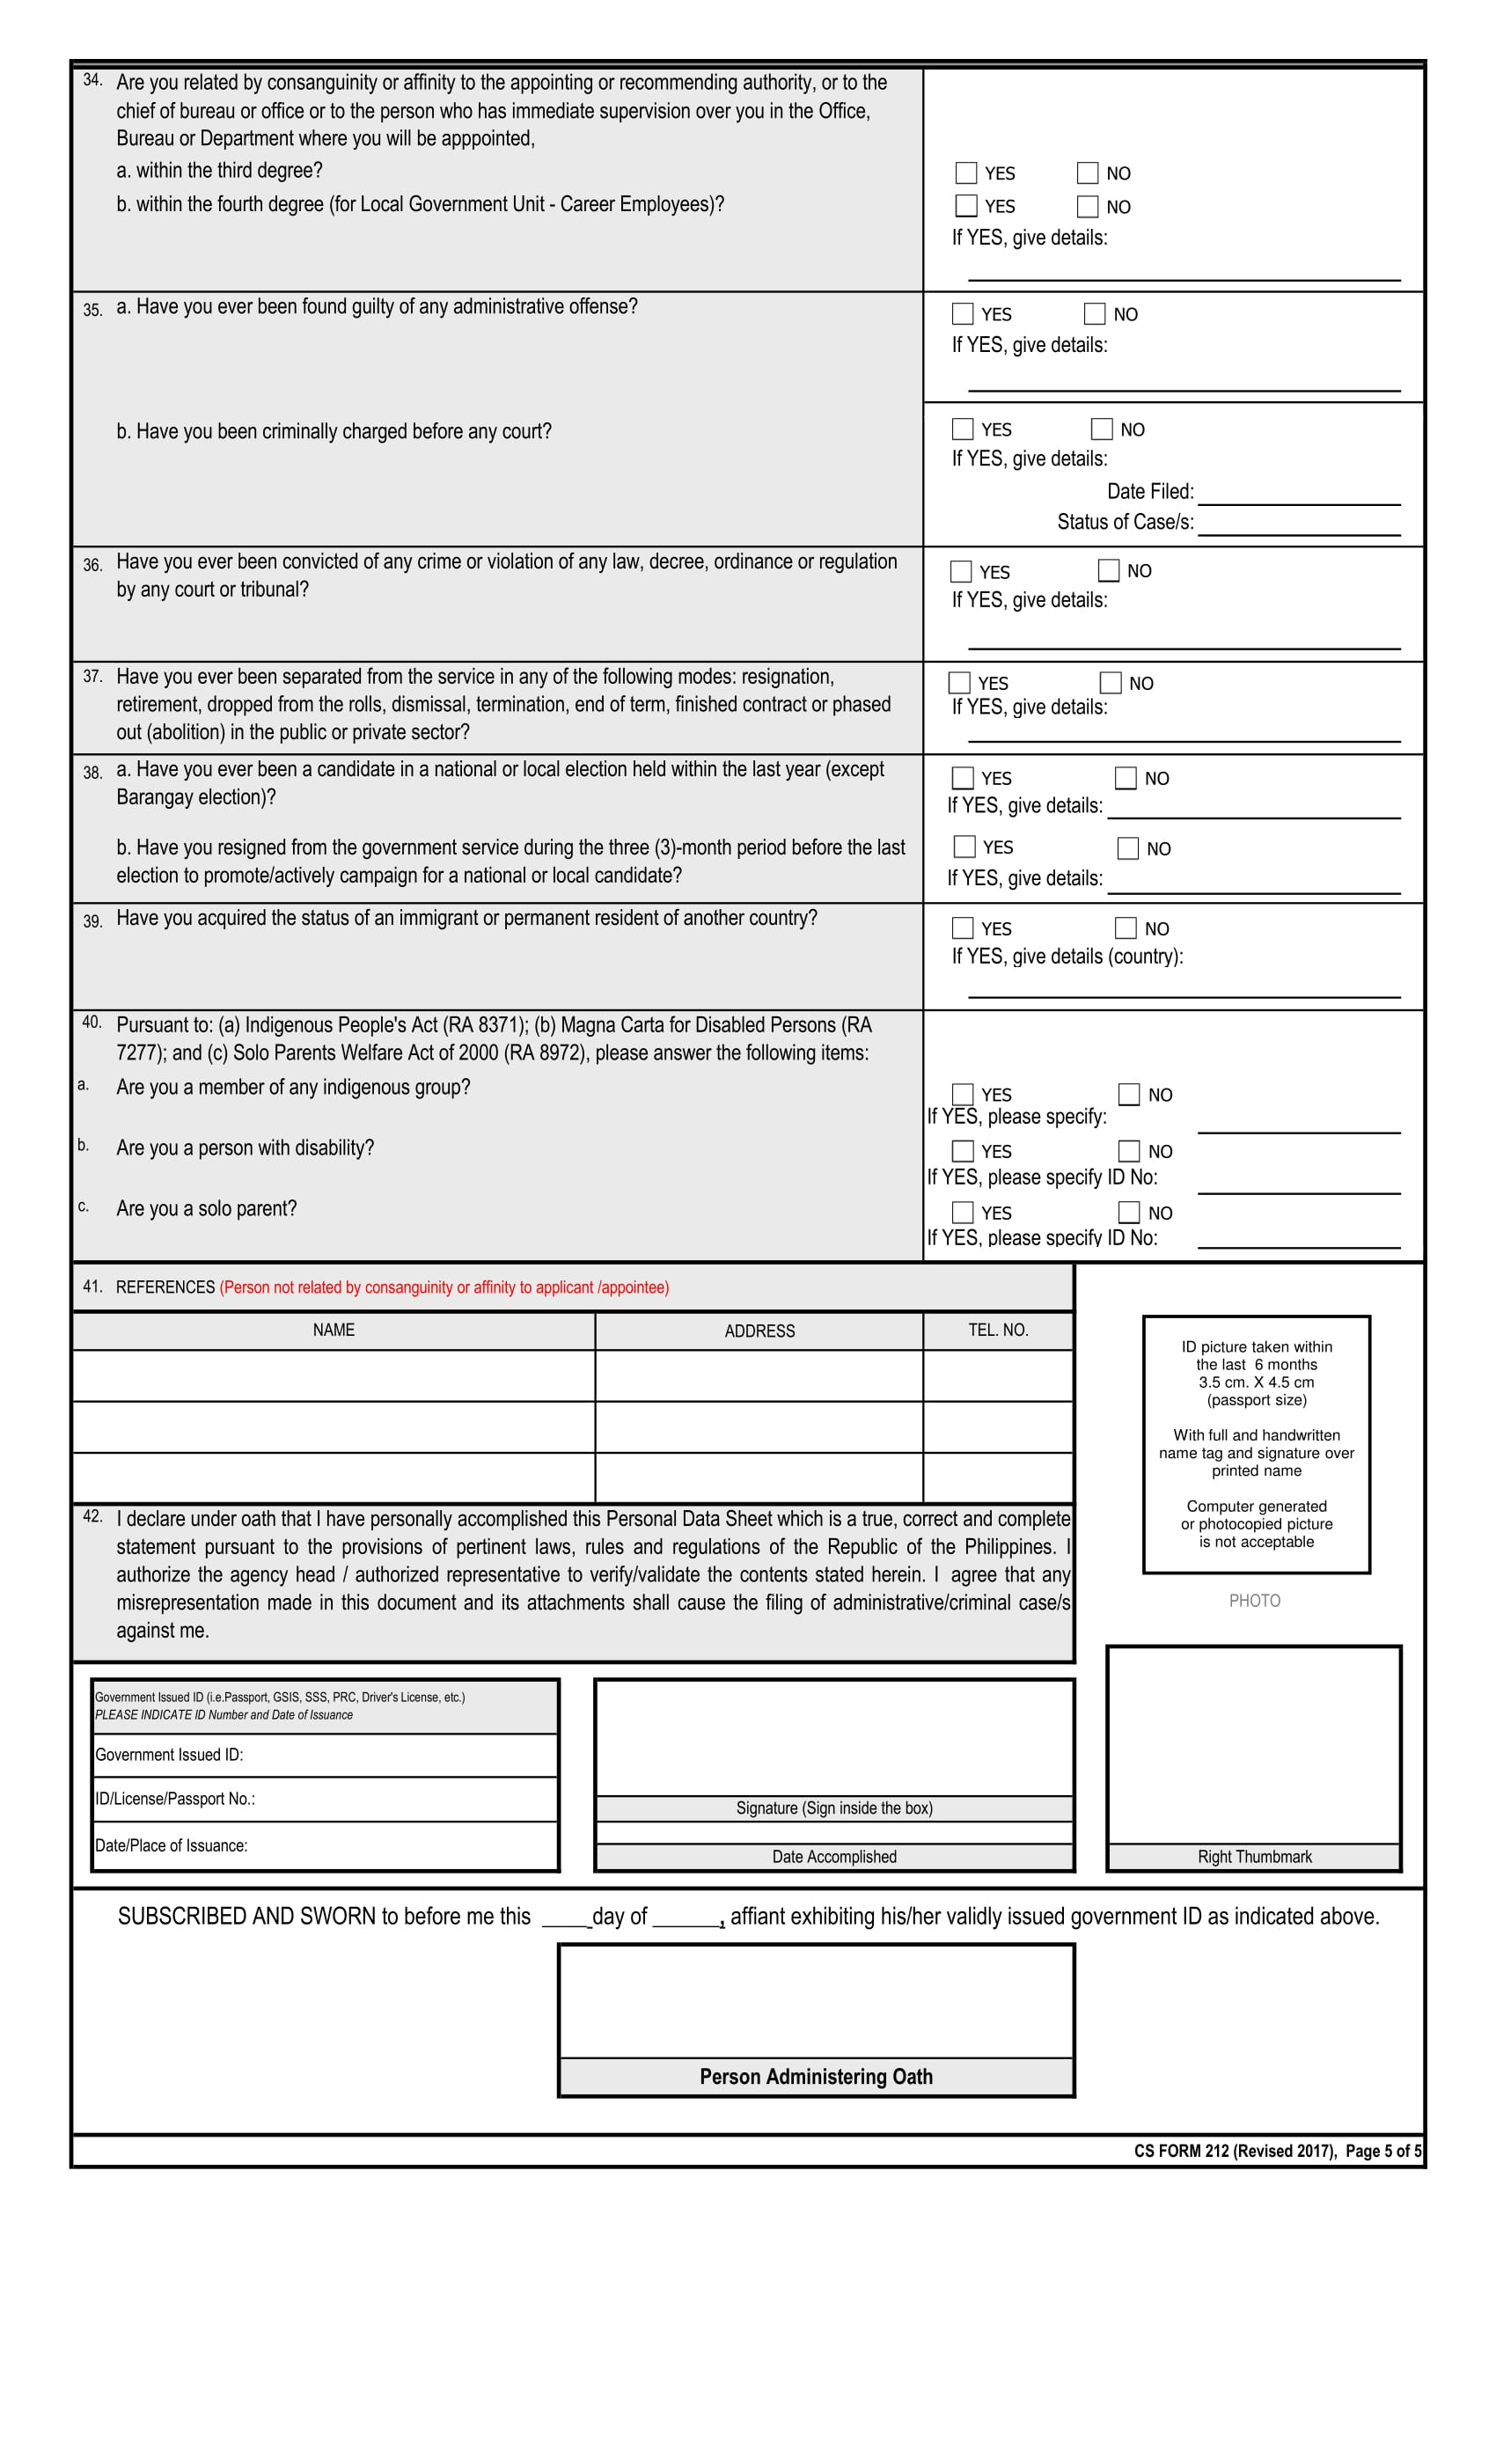 34. Are you related by consanguinity or affinity to the appointing or recommending authority, or to the
chief of bureau or office or to the person who has immediate supervision over you in the Office,
Bureau or Department where you will be apppointed,
a. within the third degree?
YES NO
b. within the fourth degree (for Local Government Unit - Career Employees)?
YES NO
If YES, give details:
35. a. Have you ever been found guilty of any administrative offense?
YES NO
If YES, give details:
b. Have you been criminally charged before any court?
YES NO
If YES, give details:
Date Filed:
Status of Case/s:
36. Have you ever been convicted of any crime or violation of any law, decree, ordinance or regulation
by any court or tribunal?
YES NO
If YES, give details:
37. Have you ever been separated from the service in any of the following modes: resignation,
retirement, dropped from the rolls, dismissal, termination, end of term, finished contract or phased
out (abolition) in the public or private sector?
YES NO
If YES, give details:
38. a. Have you ever been a candidate in a national or local election held within the last year (except
Barangay election)?
YES NO
If YES, give details:
b. Have you resigned from the government service during the three (3)-month period before the last
election to promote/actively campaign for a national or local candidate?
YES NO
If YES, give details:
39. Have you acquired the status of an immigrant or permanent resident of another country?
YES NO
If YES, give details (country):
40. Pursuant to: (a) Indigenous People's Act (RA 8371); (b) Magna Carta for Disabled Persons (RA
7277); and (c) Solo Parents Welfare Act of 2000 (RA 8972), please answer the following items:
a. Are you a member of any indigenous group?
YES NO
If YES, please specify:
b. Are you a person with disability?
YES NO
If YES, please specify ID No:
c. Are you a solo parent?
YES NO
If YES, please specify ID No:
41. REFERENCES (Person not related by consanguinity or affinity to applicant /appointee)
NAME ADDRESS TEL. NO.
ID picture taken within
the last 6 months
3.5 cm. X 4.5 cm
(passport size)
With full and handwritten
name tag and signature over
printed name
Computer generated
or photocopied picture
is not acceptable
PHOTO
42. I declare under oath that I have personally accomplished this Personal Data Sheet which is a true, correct and complete
statement pursuant to the provisions of pertinent laws, rules and regulations of the Republic of the Philippines. I
authorize the agency head / authorized representative to verify/validate the contents stated herein. I agree that any
misrepresentation made in this document and its attachments shall cause the filing of administrative/criminal case/s
against me.
Government Issued ID (i.e.Passport, GSIS, SSS, PRC, Driver's License, etc.)
PLEASE INDICATE ID Number and Date of Issuance
Government Issued ID:
ID/License/Passport No.:
Date/Place of Issuance:
Signature (Sign inside the box)
Date Accomplished
Right Thumbmark
SUBSCRIBED AND SWORN to before me this _____day of ______, affiant exhibiting his/her validly issued government ID as indicated above.
Person Administering Oath
CS FORM 212 (Revised 2017), Page 5 of 5